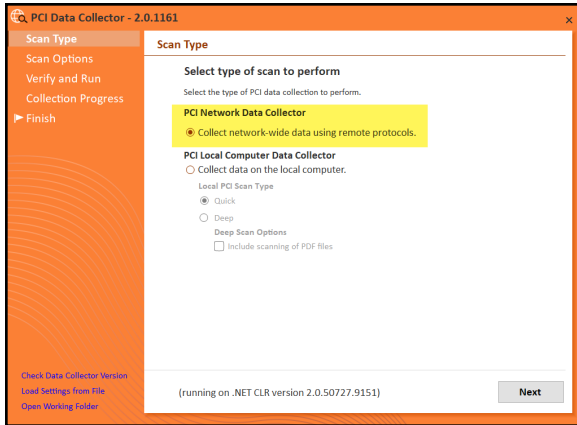 PCI Data Collector - 2.0.1161
×
Scan Type
Scan Options
Verify and Run
Collection Progress
Finish
Check Data Collector Version
Load Settings from File
Open Working Folder
Scan Type
Select type of scan to perform
Select the type of PCI data collection to perform.
PCI Network Data Collector
Collect network-wide data using remote protocols.
PCI Local Computer Data Collector
Collect data on the local computer.
Local PCI Scan Type
Quick
Deep
Deep Scan Options
Include scanning of PDF files
(running on .NET CLR version 2.0.50727.9151)
Next